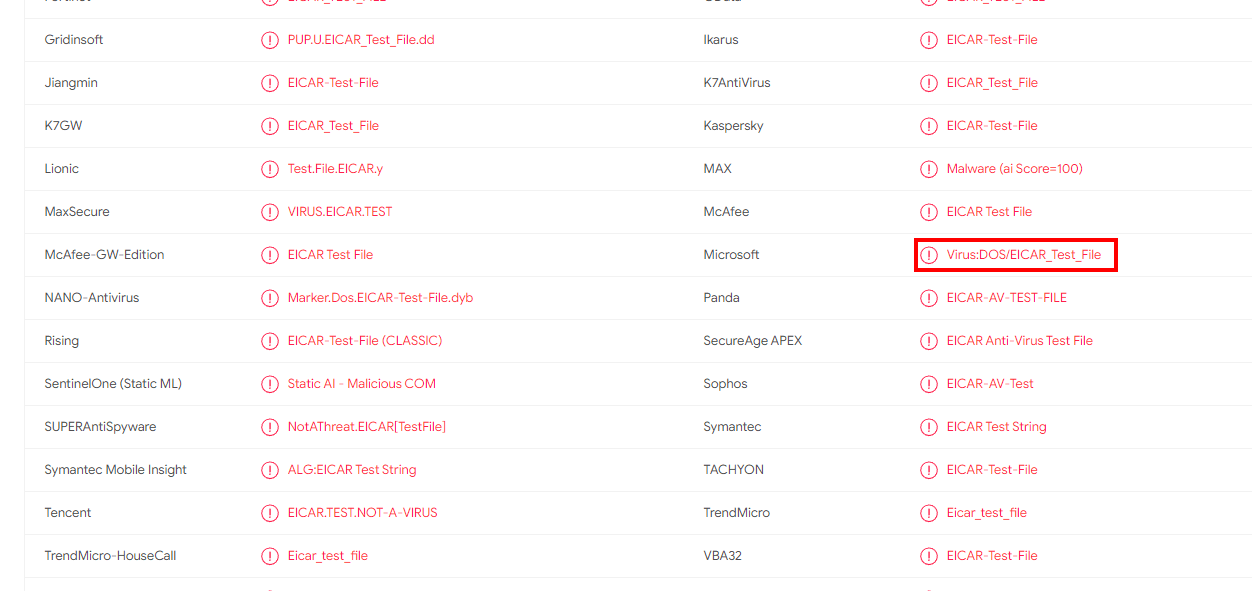 Gridinsoft PUP.U.EICAR_Test_File.dd Ikarus EICAR-Test-File
Jiangmin EICAR-Test-File K7AntiVirus EICAR_Test_File
K7GW EICAR_Test_File Kaspersky EICAR-Test-File
Lionic Test.File.EICAR.y MAX Malware (ai Score=100)
MaxSecure VIRUS.EICAR.TEST McAfee EICAR Test File
McAfee-GW-Edition EICAR Test File Microsoft Virus:DOS/EICAR_Test_File
NANO-Antivirus Marker.Dos.EICAR-Test-File.dyb Panda EICAR-AV-TEST-FILE
Rising EICAR-Test-File (CLASSIC) SecureAge APEX EICAR Anti-Virus Test File
SentinelOne (Static ML) Static AI - Malicious COM Sophos EICAR-AV-Test
SUPERAntiSpyware NotAThreat.EICAR[TestFile] Symantec EICAR Test String
Symantec Mobile Insight ALG:EICAR Test String TACHYON EICAR-Test-File
Tencent EICAR.TEST.NOT-A-VIRUS TrendMicro Eicar_test_file
TrendMicro-HouseCall Eicar_test_file VBA32 EICAR-Test-File